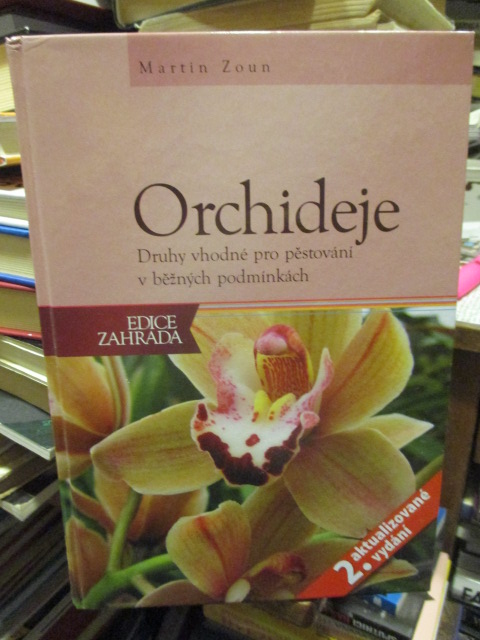 Martin Zoun
Orchideje
Druhy vhodné pro pěstování
v běžných podmínkách
EDICE
ZAHRADA
2. aktualizované
vydání